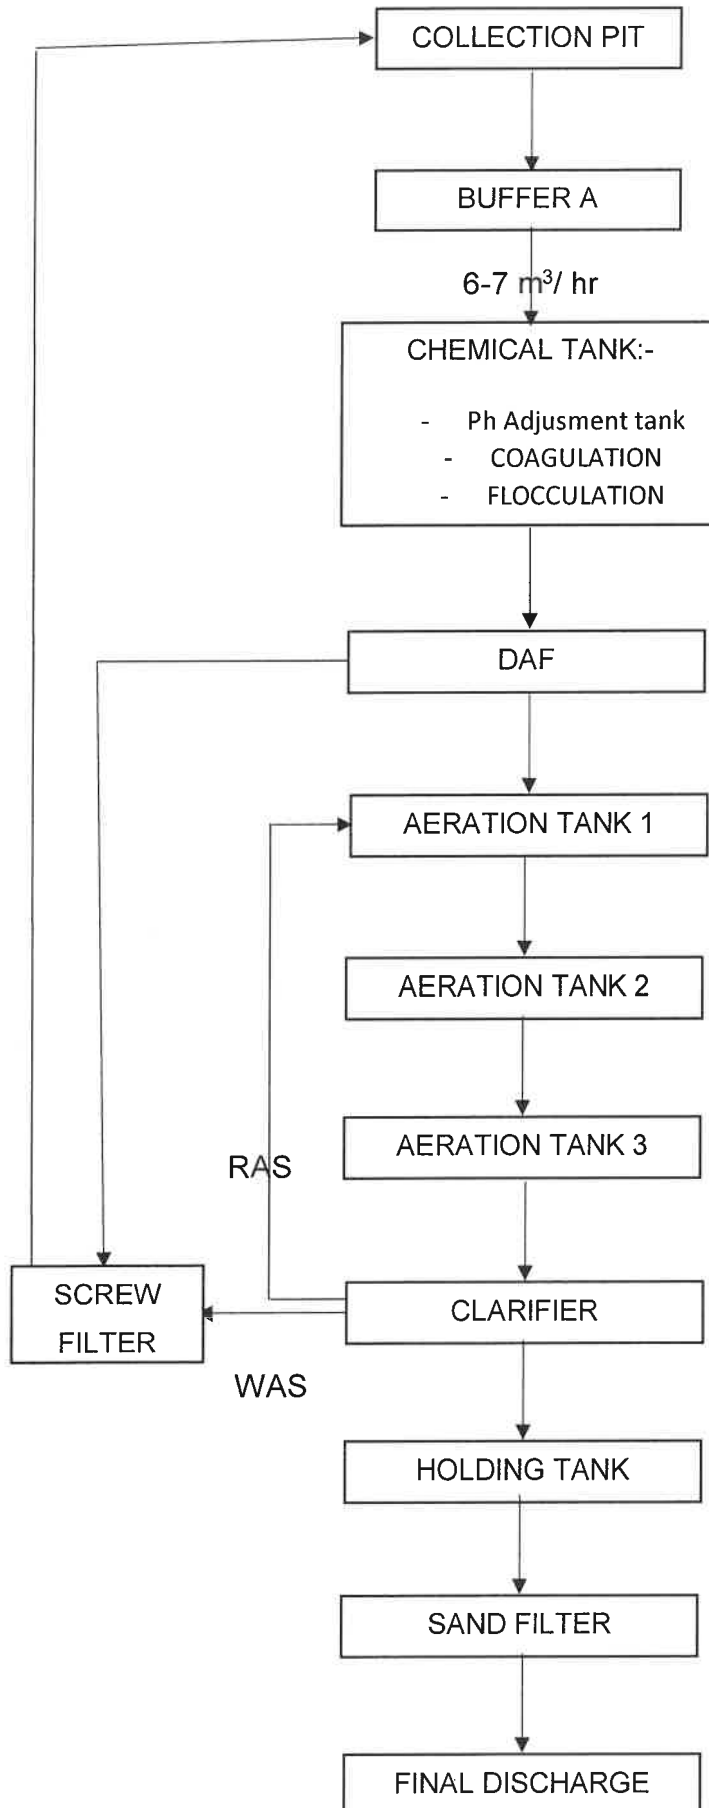 COLLECTION PIT
BUFFER A
6-7 m³/ hr
CHEMICAL TANK:-
- Ph Adjusment tank
- COAGULATION
- FLOCCULATION
DAF
AERATION TANK 1
AERATION TANK 2
AERATION TANK 3
RAS
SCREW
FILTER
CLARIFIER
WAS
HOLDING TANK
SAND FILTER
FINAL DISCHARGE